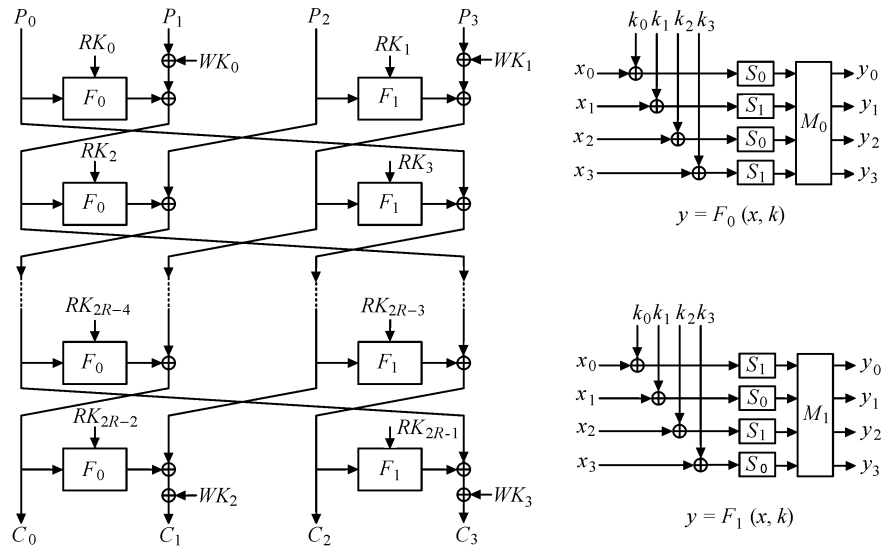 P0 P1 P2 P3
RK0 WK0 RK1 WK1
F0 F1
RK2 RK3
F0 F1
RK2R−4 RK2R−3
F0 F1
RK2R−2 RK2R-1
F0 F1
WK2 WK3
C0 C1 C2 C3
k0 k1 k2 k3
x0 S0 y0
x1 S1 y1
M0
x2 S0 y2
x3 S1 y3
y = F0 (x, k)
k0 k1 k2 k3
x0 S1 y0
x1 S0 y1
M1
x2 S1 y2
x3 S0 y3
y = F1 (x, k)